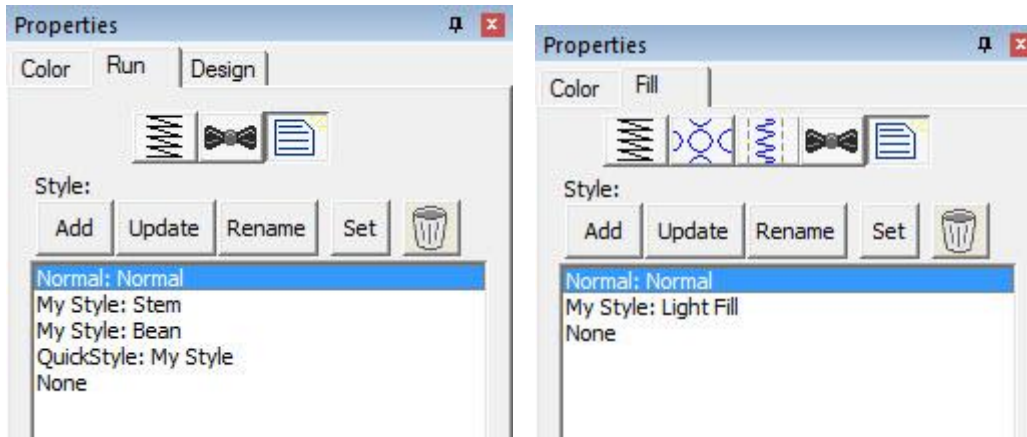 Properties
Color Run Design
Style:
Add Update Rename Set
Normal: Normal
My Style: Stem
My Style: Bean
QuickStyle: My Style
None
Properties
Color Fill
Style:
Add Update Rename Set
Normal: Normal
My Style: Light Fill
None